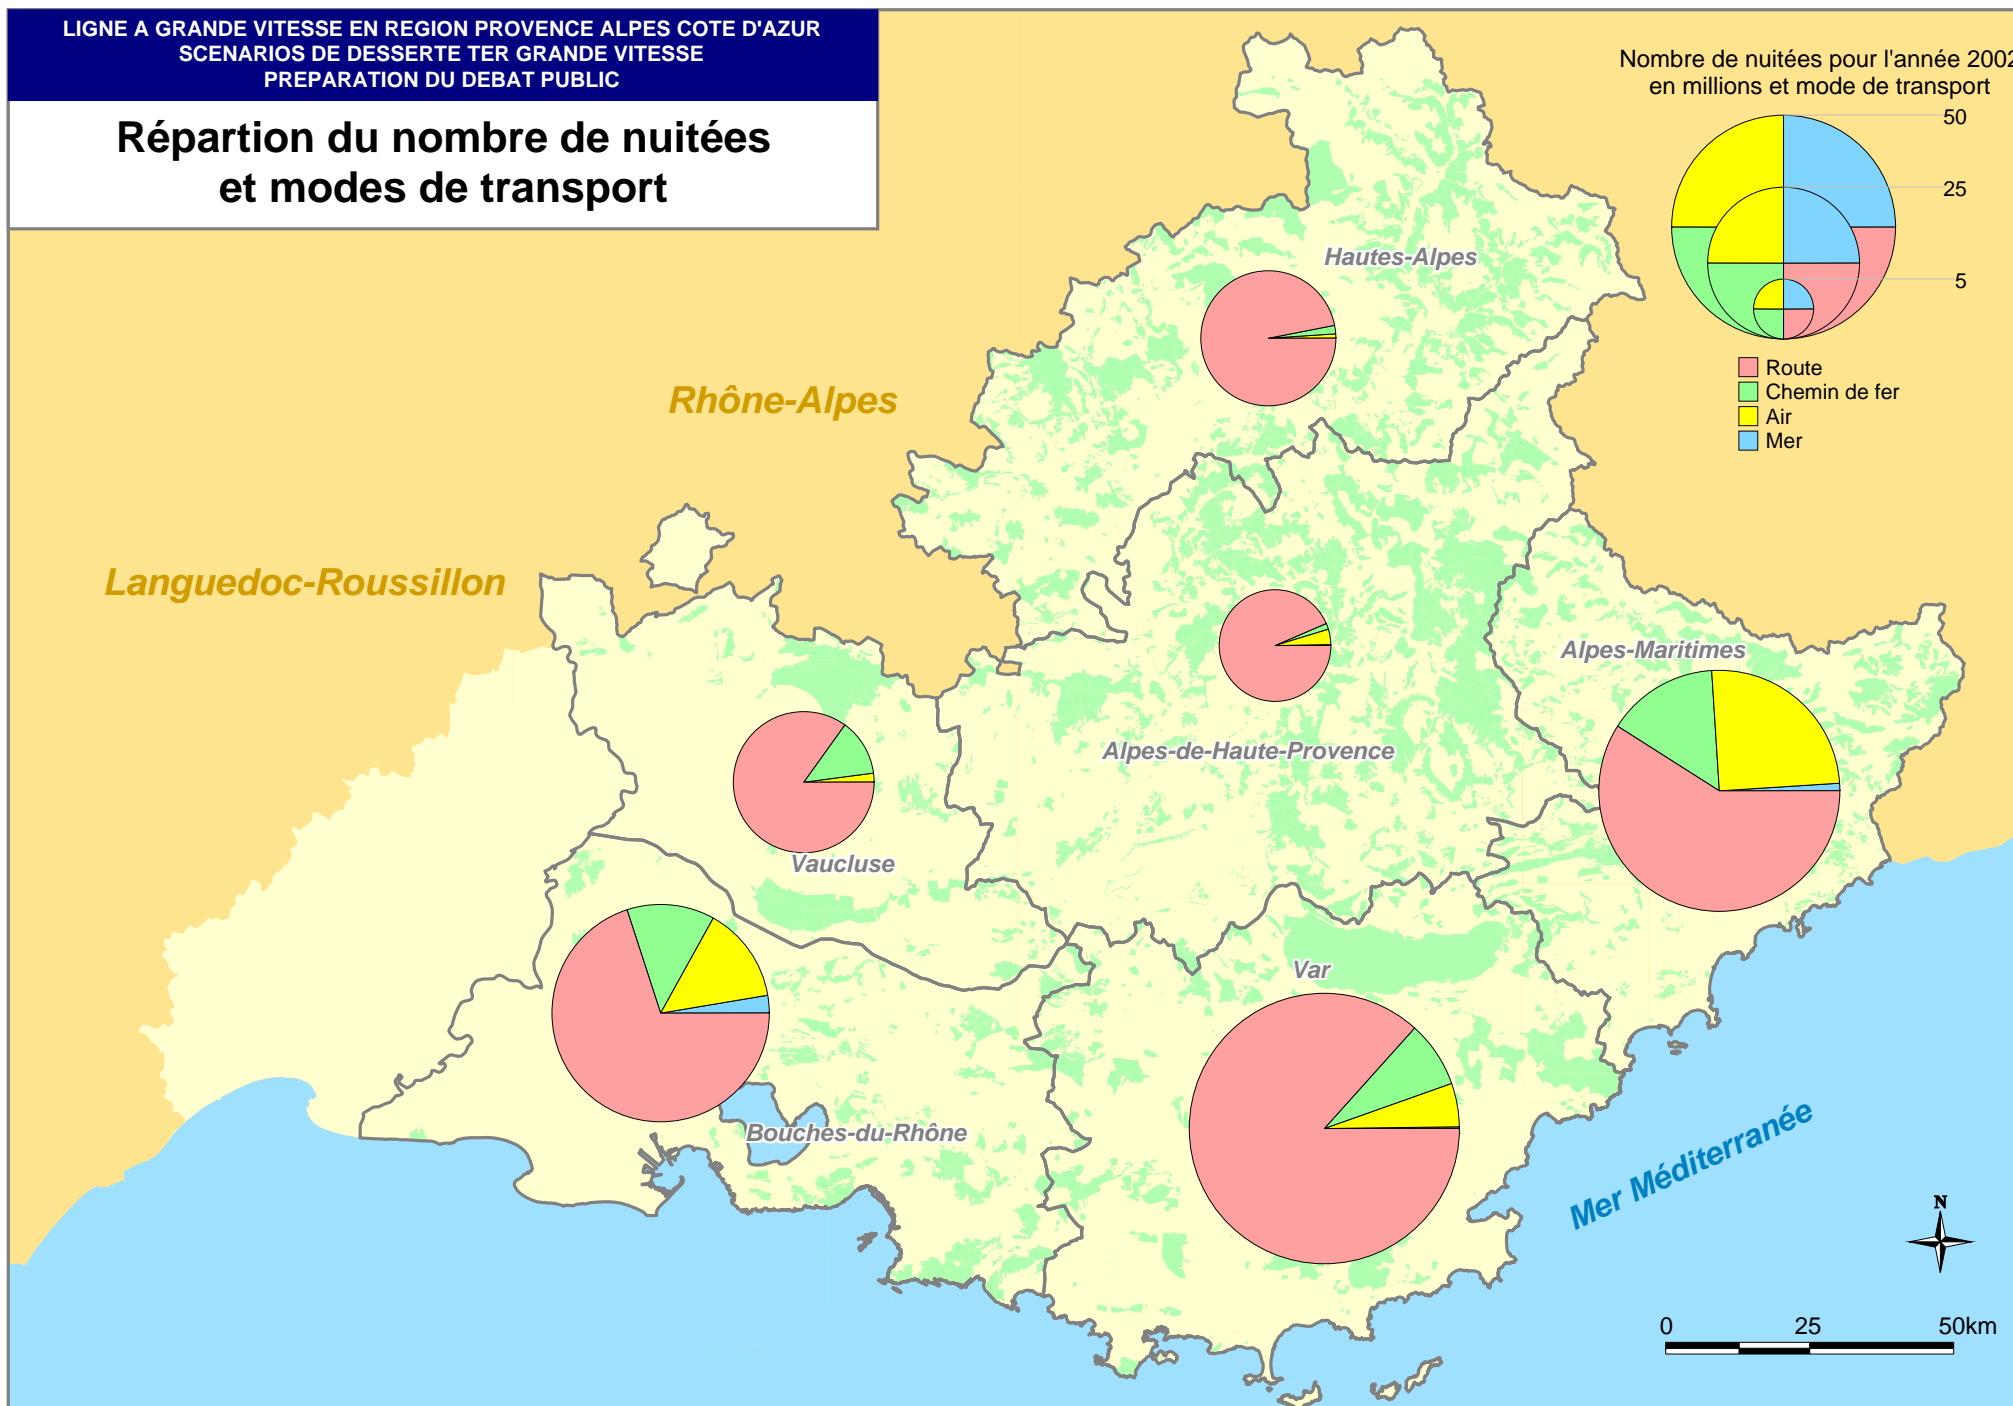 LIGNE A GRANDE VITESSE EN REGION PROVENCE ALPES COTE D'AZUR
SCENARIOS DE DESSERTE TER GRANDE VITESSE
PREPARATION DU DEBAT PUBLIC
Répartion du nombre de nuitées
et modes de transport
Nombre de nuitées pour l'année 2002
en millions et mode de transport
50
25
5
Route
Chemin de fer
Air
Mer
Hautes-Alpes
Rhône-Alpes
Languedoc-Roussillon
Alpes-Maritimes
Alpes-de-Haute-Provence
Vaucluse
Var
Bouches-du-Rhône
Mer Méditerranée
N
0 25 50km